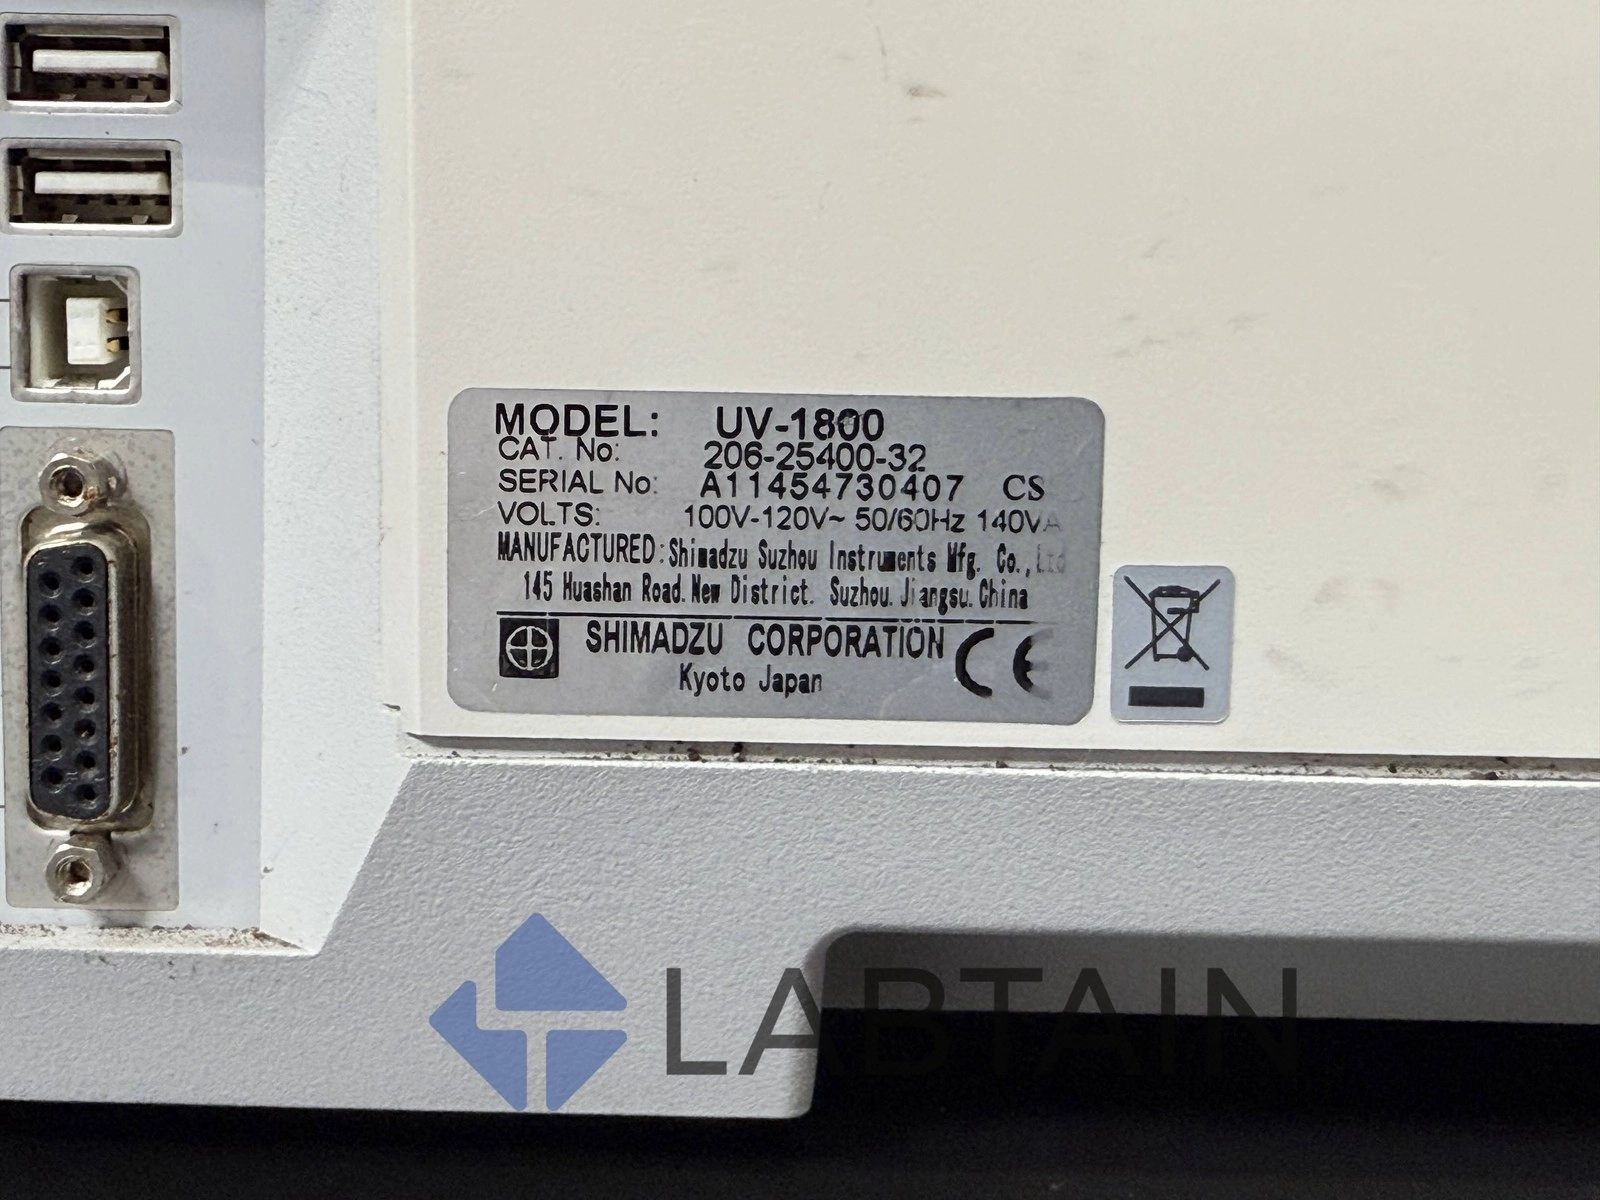 MODEL: UV-1800
CAT. No: 206-25400-32
SERIAL No: A11454730407 CS
VOLTS: 100V-120V~ 50/60Hz 140VA
MANUFACTURED: Shimadzu Suzhou Instruments Mfg. Co., Ltd
145 Huashan Road. New District. Suzhou. Jiangsu. China
SHIMADZU CORPORATION CE
Kyoto Japan
LABTAIN